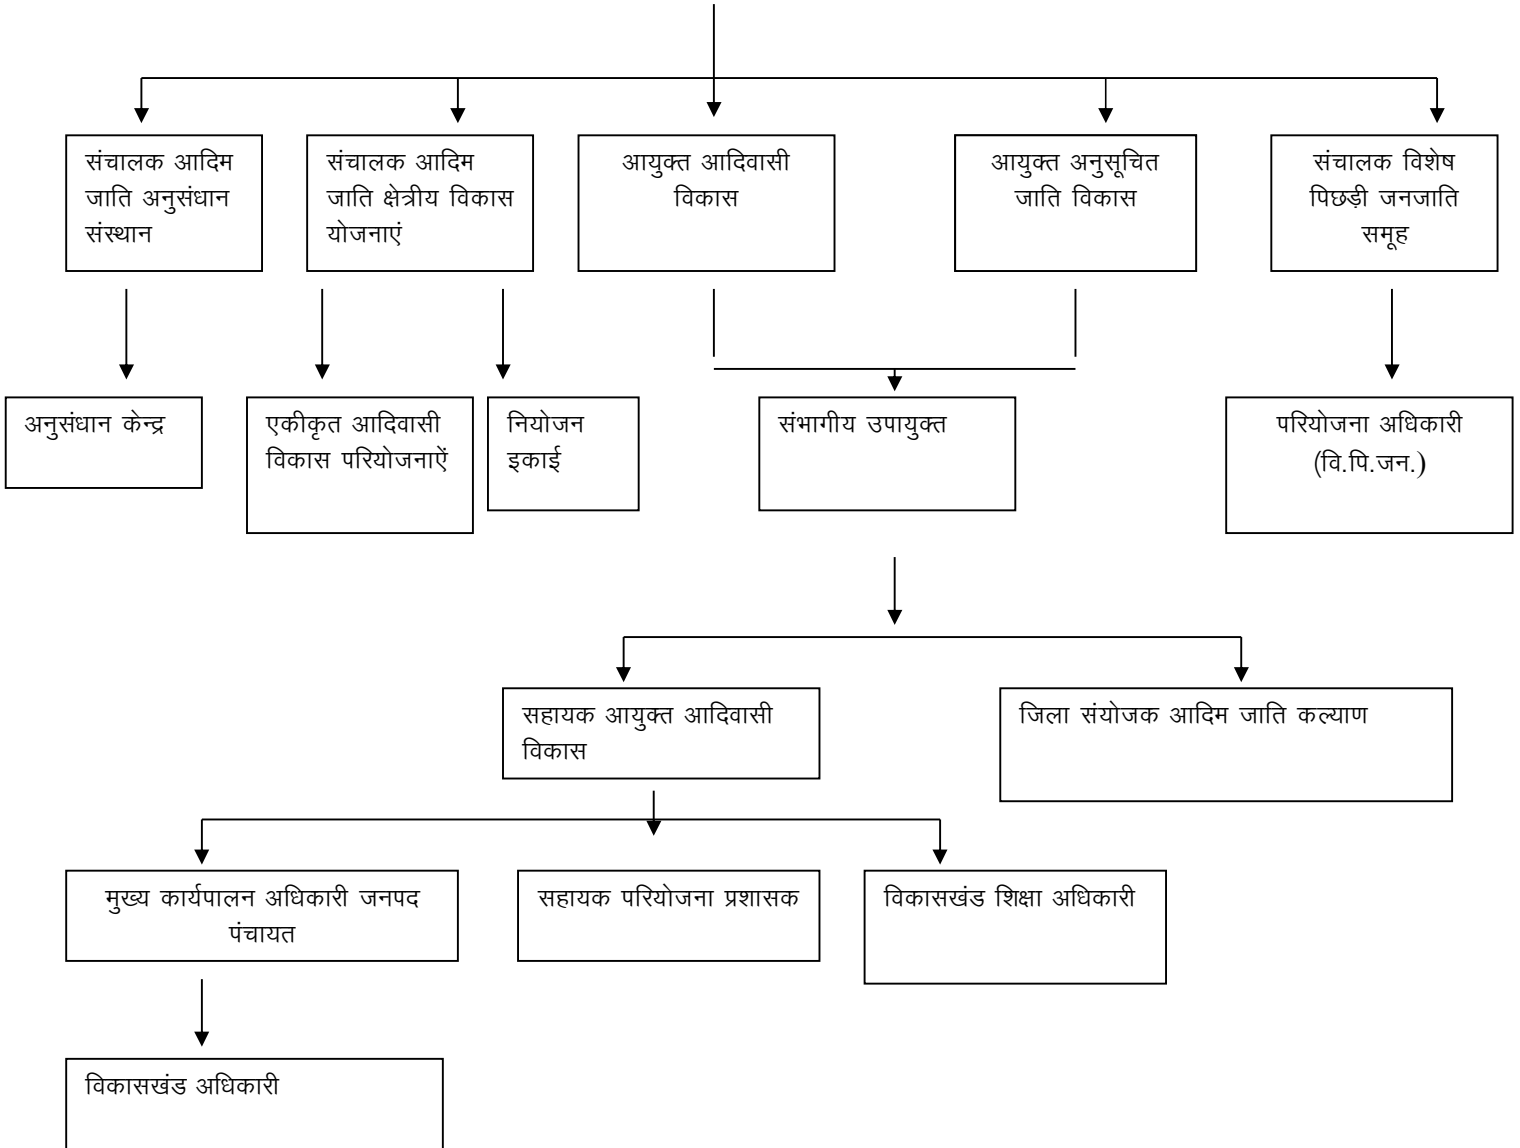 संचालक आदिम
जाति अनुसंधान
संस्थान
संचालक आदिम
जाति क्षेत्रीय विकास
योजनाएं
आयुक्त आदिवासी
विकास
आयुक्त अनुसूचित
जाति विकास
संचालक विशेष
पिछड़ी जनजाति
समूह
अनुसंधान केन्द्र
एकीकृत आदिवासी
विकास परियोजनाऐं
नियोजन
इकाई
संभागीय उपायुक्त
परियोजना अधिकारी
(वि.पि.जन.)
सहायक आयुक्त आदिवासी
विकास
जिला संयोजक आदिम जाति कल्याण
मुख्य कार्यपालन अधिकारी जनपद
पंचायत
सहायक परियोजना प्रशासक
विकासखंड शिक्षा अधिकारी
विकासखंड अधिकारी